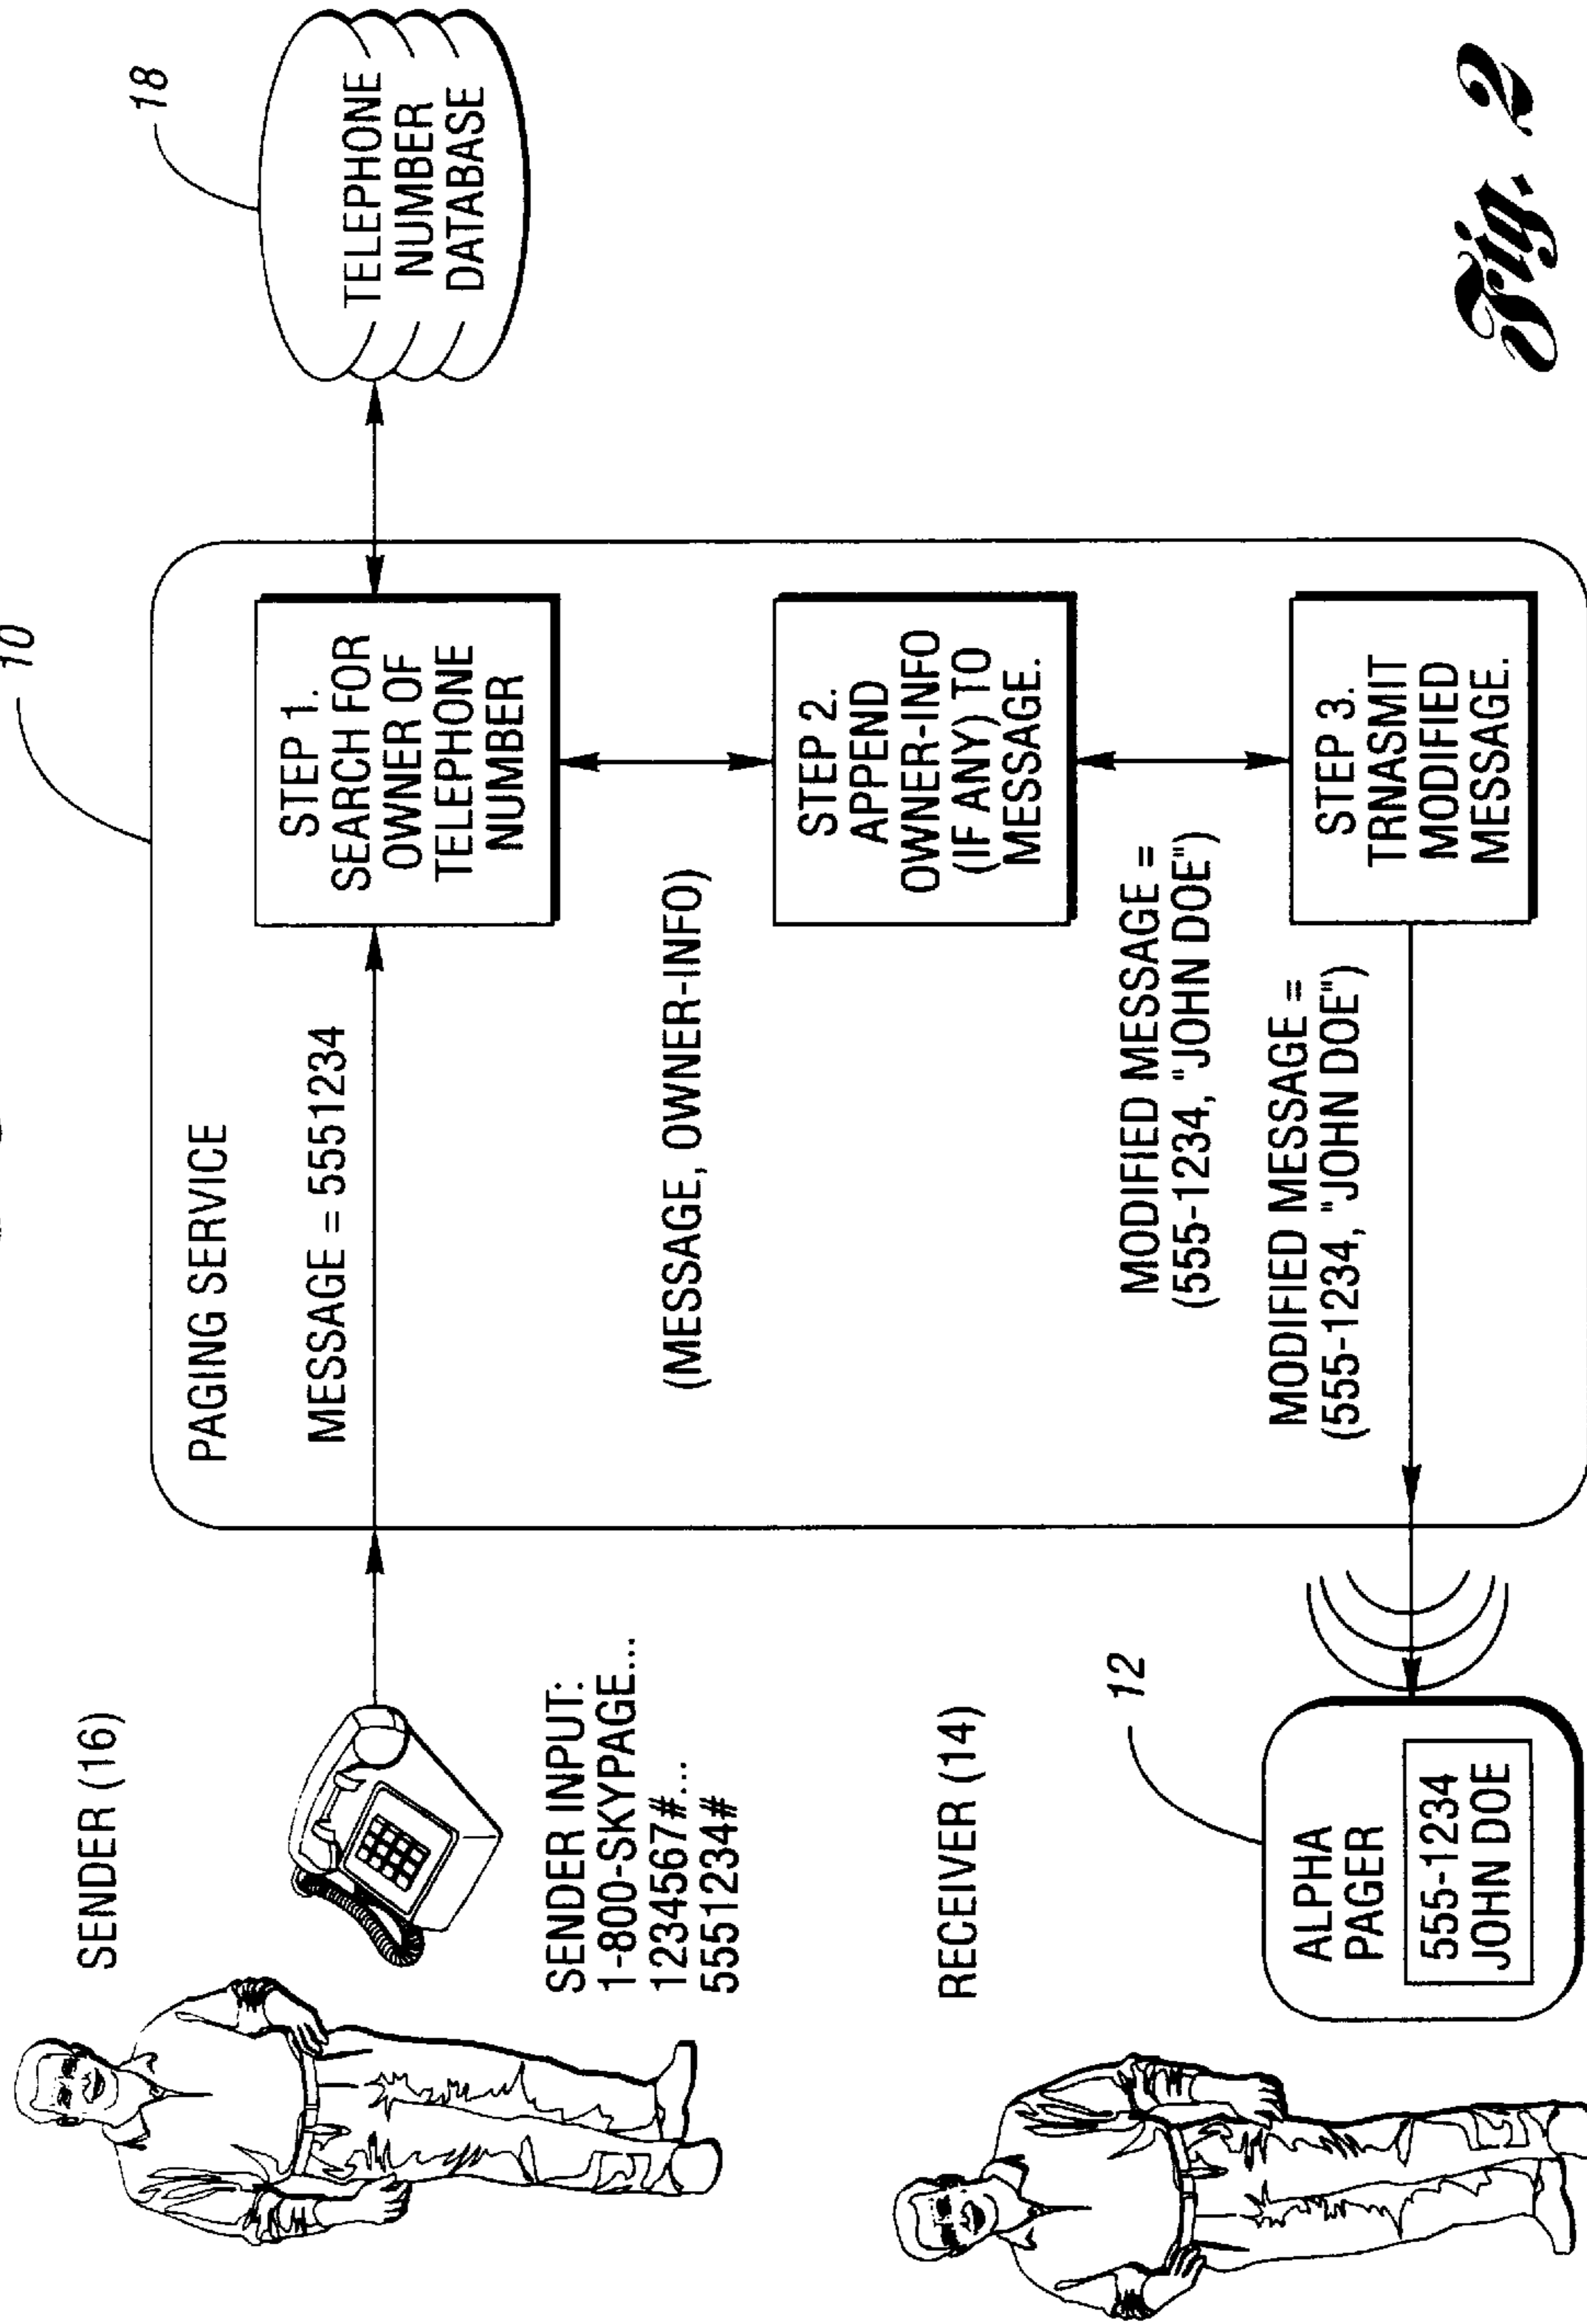 10
18
SENDER (16)
SENDER INPUT:
1-800-SKYPAGE...
1234567#...
5551234#
PAGING SERVICE
MESSAGE = 5551234
STEP 1.
SEARCH FOR
OWNER OF
TELEPHONE
NUMBER
TELEPHONE
NUMBER
DATABASE
(MESSAGE, OWNER-INFO)
STEP 2.
APPEND
OWNER-INFO
(IF ANY) TO
MESSAGE.
MODIFIED MESSAGE =
(555-1234, "JOHN DOE")
RECEIVER (14)
12
ALPHA
PAGER
555-1234
JOHN DOE
MODIFIED MESSAGE =
(555-1234, "JOHN DOE")
STEP 3.
TRNASMIT
MODIFIED
MESSAGE.
Fig. 2